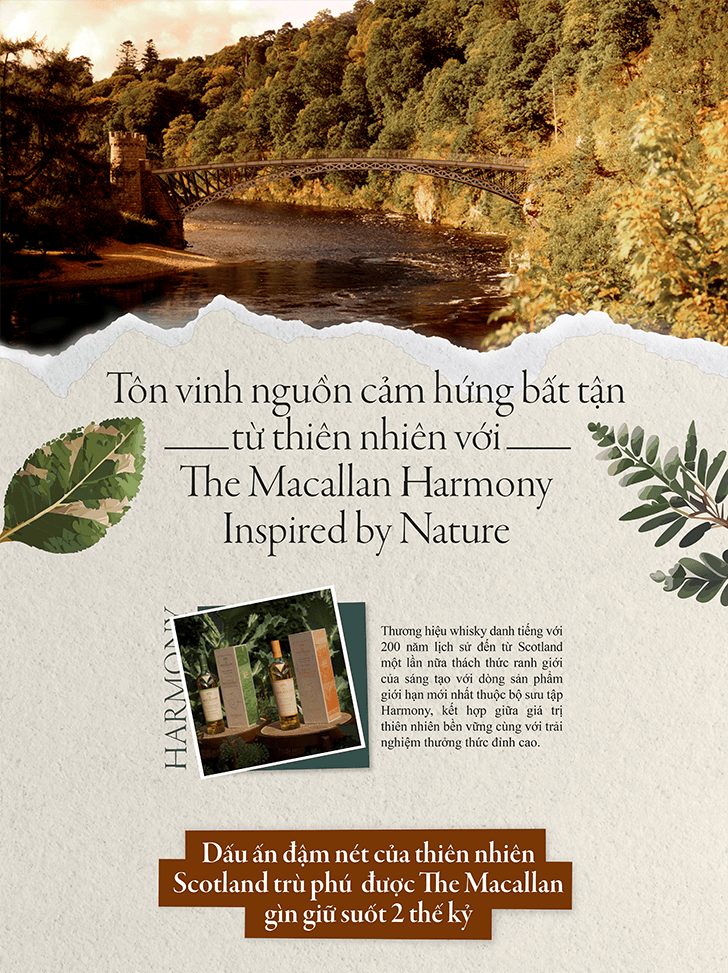 Tôn vinh nguồn cảm hứng bất tận
từ thiên nhiên với
The Macallan Harmony
Inspired by Nature
HARMONY
Thương hiệu whisky danh tiếng với
200 năm lịch sử đến từ Scotland
một lần nữa thách thức ranh giới
của sáng tạo với dòng sản phẩm
giới hạn mới nhất thuộc bộ sưu tập
Harmony, kết hợp giữa giá trị
thiên nhiên bền vững cùng với trải
nghiệm thưởng thức đỉnh cao.
Dấu ấn đậm nét của thiên nhiên
Scotland trù phú được The Macallan
gìn giữ suốt 2 thế kỷ